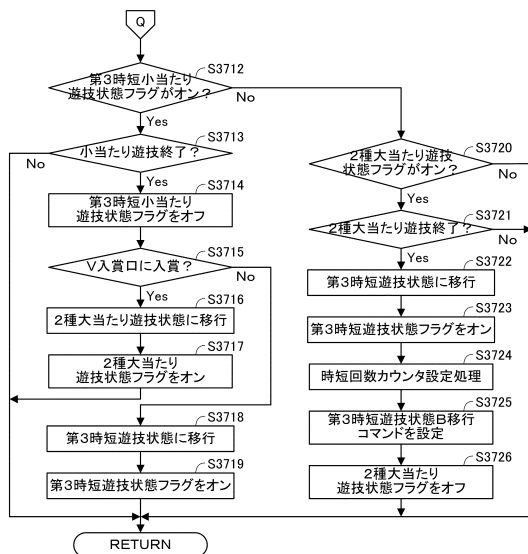 Q
S3712
第3時短小当たり
遊技状態フラグがオン?
No
Yes
S3713
小当たり遊技終了?
No
Yes
S3714
第3時短小当たり
遊技状態フラグをオフ
S3715
V入賞口に入賞?
No
Yes
S3716
2種大当たり遊技状態に移行
S3717
2種大当たり
遊技状態フラグをオン
S3718
第3時短遊技状態に移行
S3719
第3時短遊技状態フラグをオン
S3720
2種大当たり遊技
状態フラグがオン?
No
Yes
S3721
2種大当たり遊技終了?
No
Yes
S3722
第3時短遊技状態に移行
S3723
第3時短遊技状態フラグをオン
S3724
時短回数カウンタ設定処理
S3725
第3時短遊技状態B移行
コマンドを設定
S3726
2種大当たり
遊技状態フラグをオフ
RETURN